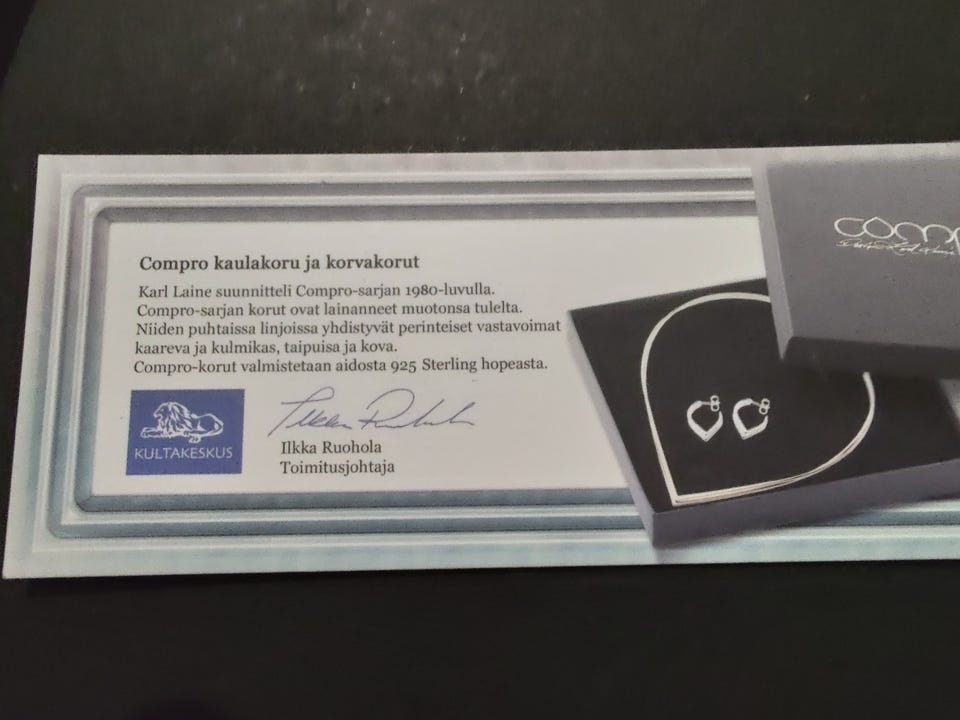 Compro kaulakoru ja korvakorut
Karl Laine suunnitteli Compro-sarjan 1980-luvulla.
Compro-sarjan korut ovat lainanneet muotonsa tulelta.
Niiden puhtaissa linjoissa yhdistyvät perinteiset vastavoimat
kaareva ja kulmikas, taipuisa ja kova.
Compro-korut valmistetaan aidosta 925 Sterling hopeasta.
KULTAKESKUS
Ilkka Ruohola
Toimitusjohtaja
comp